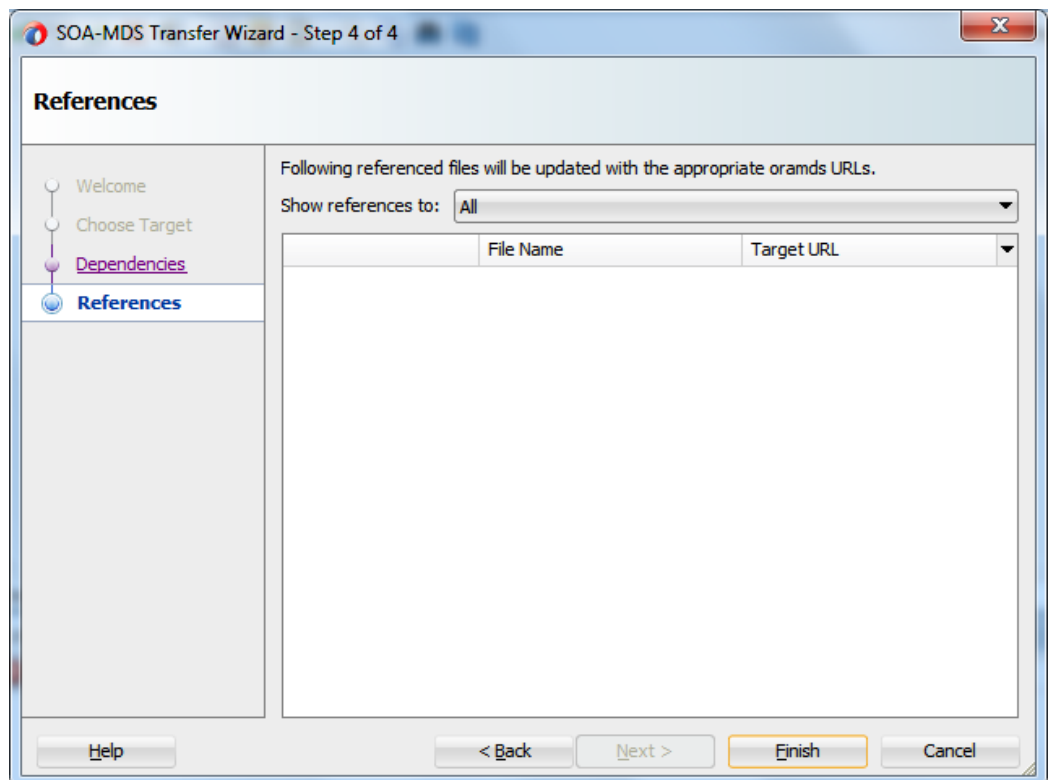 SOA-MDS Transfer Wizard - Step 4 of 4
References
Welcome
Choose Target
Dependencies
References
Following referenced files will be updated with the appropriate oramds URLs.
Show references to: All
File Name Target URL
Help < Back Next > Finish Cancel